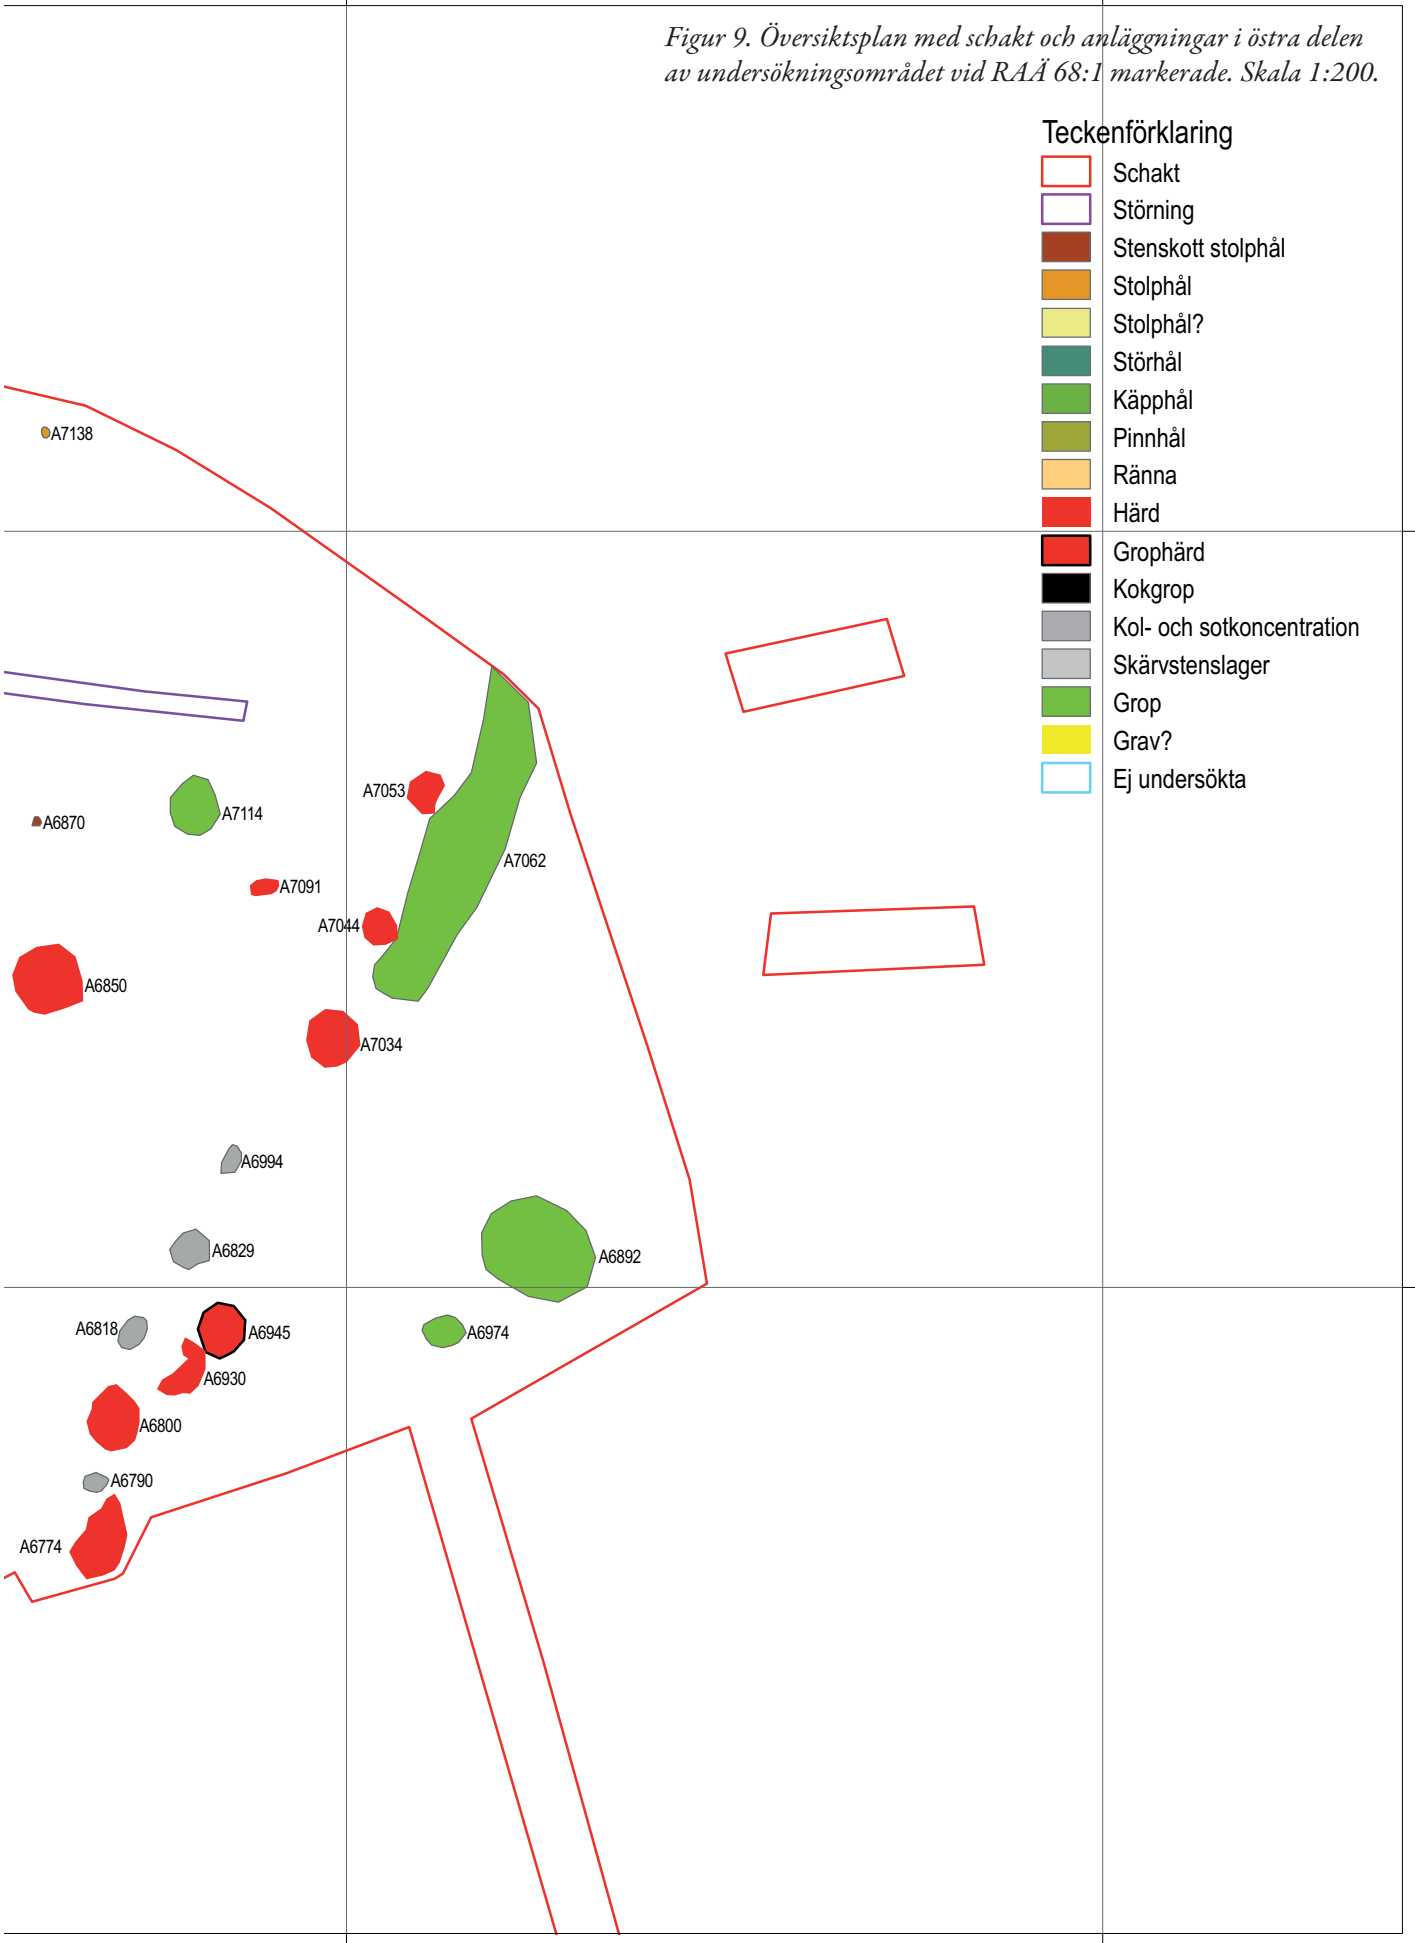 Figur 9. Översiktsplan med schakt och anläggningar i östra delen
av undersökningsområdet vid RAÄ 68:1 markerade. Skala 1:200.
Teckenförklaring
Schakt
Störning
Stenskott stolphål
Stolphål
Stolphål?
Störhål
Käpphål
Pinnhål
Ränna
Härd
Grophärd
Kokgrop
Kol- och sotkoncentration
Skärvstenslager
Grop
Grav?
Ej undersökta
A7138
A7053
A7114
A6870
A7062
A7091
A7044
A6850
A7034
A6994
A6829
A6892
A6818
A6945
A6974
A6930
A6800
A6790
A6774